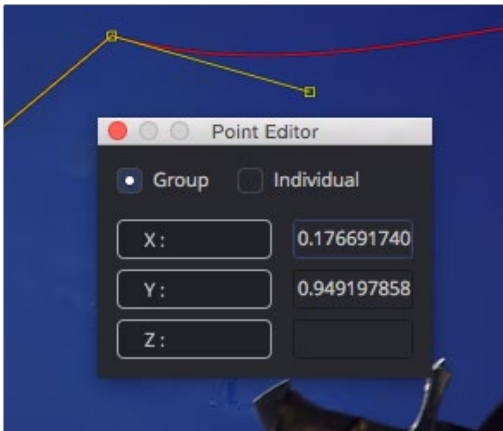 Point Editor
Group Individual
X: 0.176691740
Y: 0.949197858
Z: